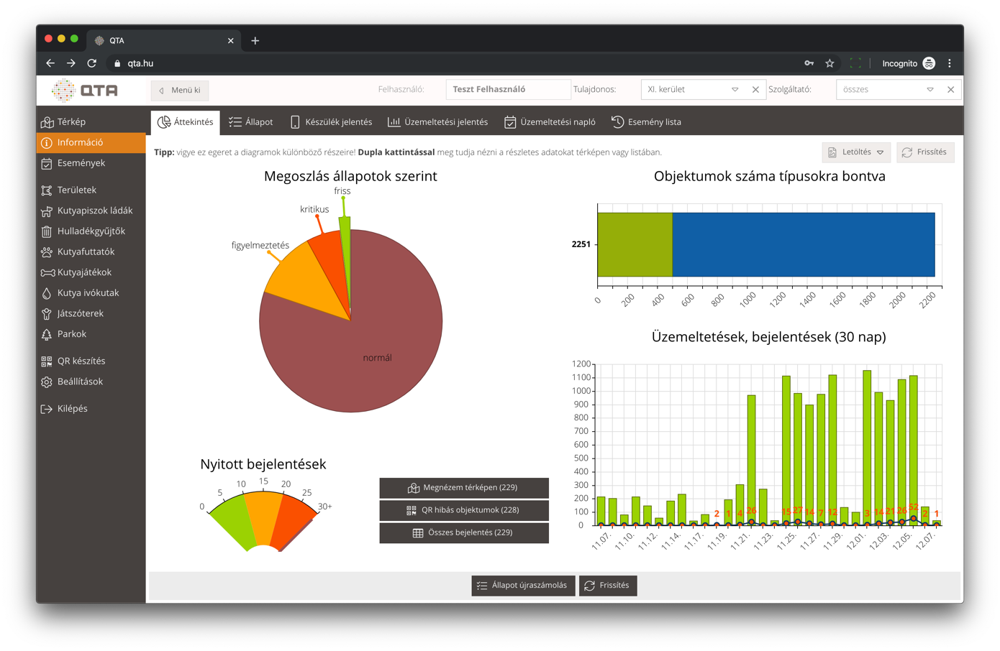 QTA
qta.hu
Incognito
QTA
Menü ki
Felhasználó:
Teszt Felhasználó
Tulajdonos:
XI. kerület
Szolgáltató:
összes
Térkép
Információ
Események
Területek
Kutyapiszok ládák
Hulladékgyűjtők
Kutyafuttatók
Kutyajátékok
Kutya ivókutak
Játszóterek
Parkok
QR készítés
Beállítások
Kilépés
Áttekintés
Állapot
Készülék jelentés
Üzemeltetési jelentés
Üzemeltetési napló
Esemény lista
Tipp: vigye ez egeret a diagramok különböző részeire! Dupla kattintással meg tudja nézni a részletes adatokat térképen vagy listában.
Letöltés
Frissítés
Megoszlás állapotok szerint
friss
kritikus
figyelmeztetés
normál
Objektumok száma típusokra bontva
2251
0 200 400 600 800 1000 1200 1400 1600 1800 2000 2200
Üzemeltetések, bejelentések (30 nap)
1200
1100
1000
900
800
700
600
500
400
300
200
100
0
2 1 4 26 15 27 14 7 12 3 14 21 26 52 2 1
11.07. 11.10. 11.12. 11.14. 11.17. 11.19. 11.21. 11.23. 11.25. 11.27. 11.29. 12.01. 12.03. 12.05. 12.07.
Nyitott bejelentések
0 5 10 15 20 25 30+
Megnézem térképen (229)
QR hibás objektumok (228)
Összes bejelentés (229)
Állapot újraszámolás
Frissítés